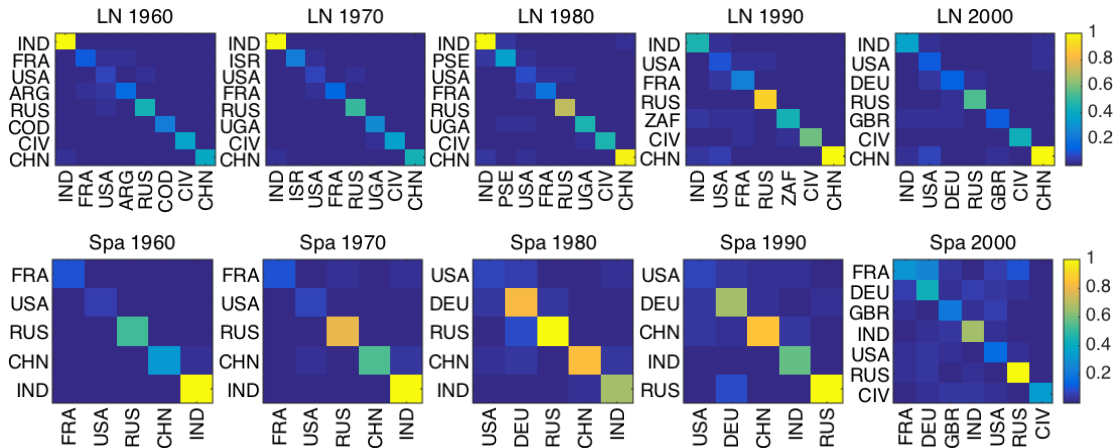 LN 1960 LN 1970 LN 1980 LN 1990 LN 2000
IND
FRA
USA
ARG
RUS
COD
CIV
CHN
IND FRA USA ARG RUS COD CIV CHN
IND
ISR
USA
FRA
RUS
UGA
CIV
CHN
IND ISR USA FRA RUS UGA CIV CHN
IND
PSE
USA
FRA
RUS
UGA
CIV
CHN
IND PSE USA FRA RUS UGA CIV CHN
IND
USA
FRA
RUS
ZAF
CIV
CHN
IND USA FRA RUS ZAF CIV CHN
IND
USA
DEU
RUS
GBR
CIV
CHN
IND USA DEU RUS GBR CIV CHN
1
0.8
0.6
0.4
0.2
Spa 1960 Spa 1970 Spa 1980 Spa 1990 Spa 2000
FRA
USA
RUS
CHN
IND
FRA USA RUS CHN IND
FRA
USA
RUS
CHN
IND
FRA USA RUS CHN IND
USA
DEU
RUS
CHN
IND
USA DEU RUS CHN IND
USA
DEU
CHN
IND
RUS
USA DEU CHN IND RUS
FRA
DEU
GBR
IND
USA
RUS
CIV
FRA DEU GBR IND USA RUS CIV
1
0.8
0.6
0.4
0.2